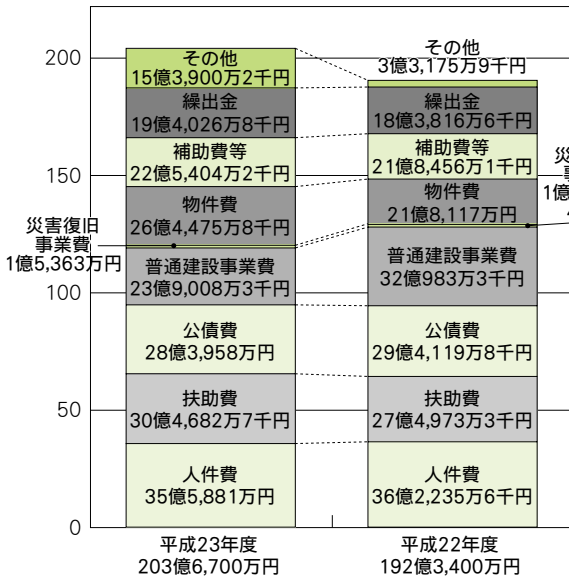 200
150
100
50
0
その他
15億3,900万2千円
繰出金
19億4,026万8千円
補助費等
22億5,404万2千円
物件費
26億4,475万8千円
災害復旧
事業費
1億5,363万円
普通建設事業費
23億9,008万3千円
公債費
28億3,958万円
扶助費
30億4,682万7千円
人件費
35億5,881万円
平成23年度
203億6,700万円
その他
3億3,175万9千円
繰出金
18億3,816万6千円
補助費等
21億8,456万1千円
物件費
21億8,117万円
普通建設事業費
32億983万3千円
公債費
29億4,119万8千円
扶助費
27億4,973万3千円
人件費
36億2,235万6千円
平成22年度
192億3,400万円